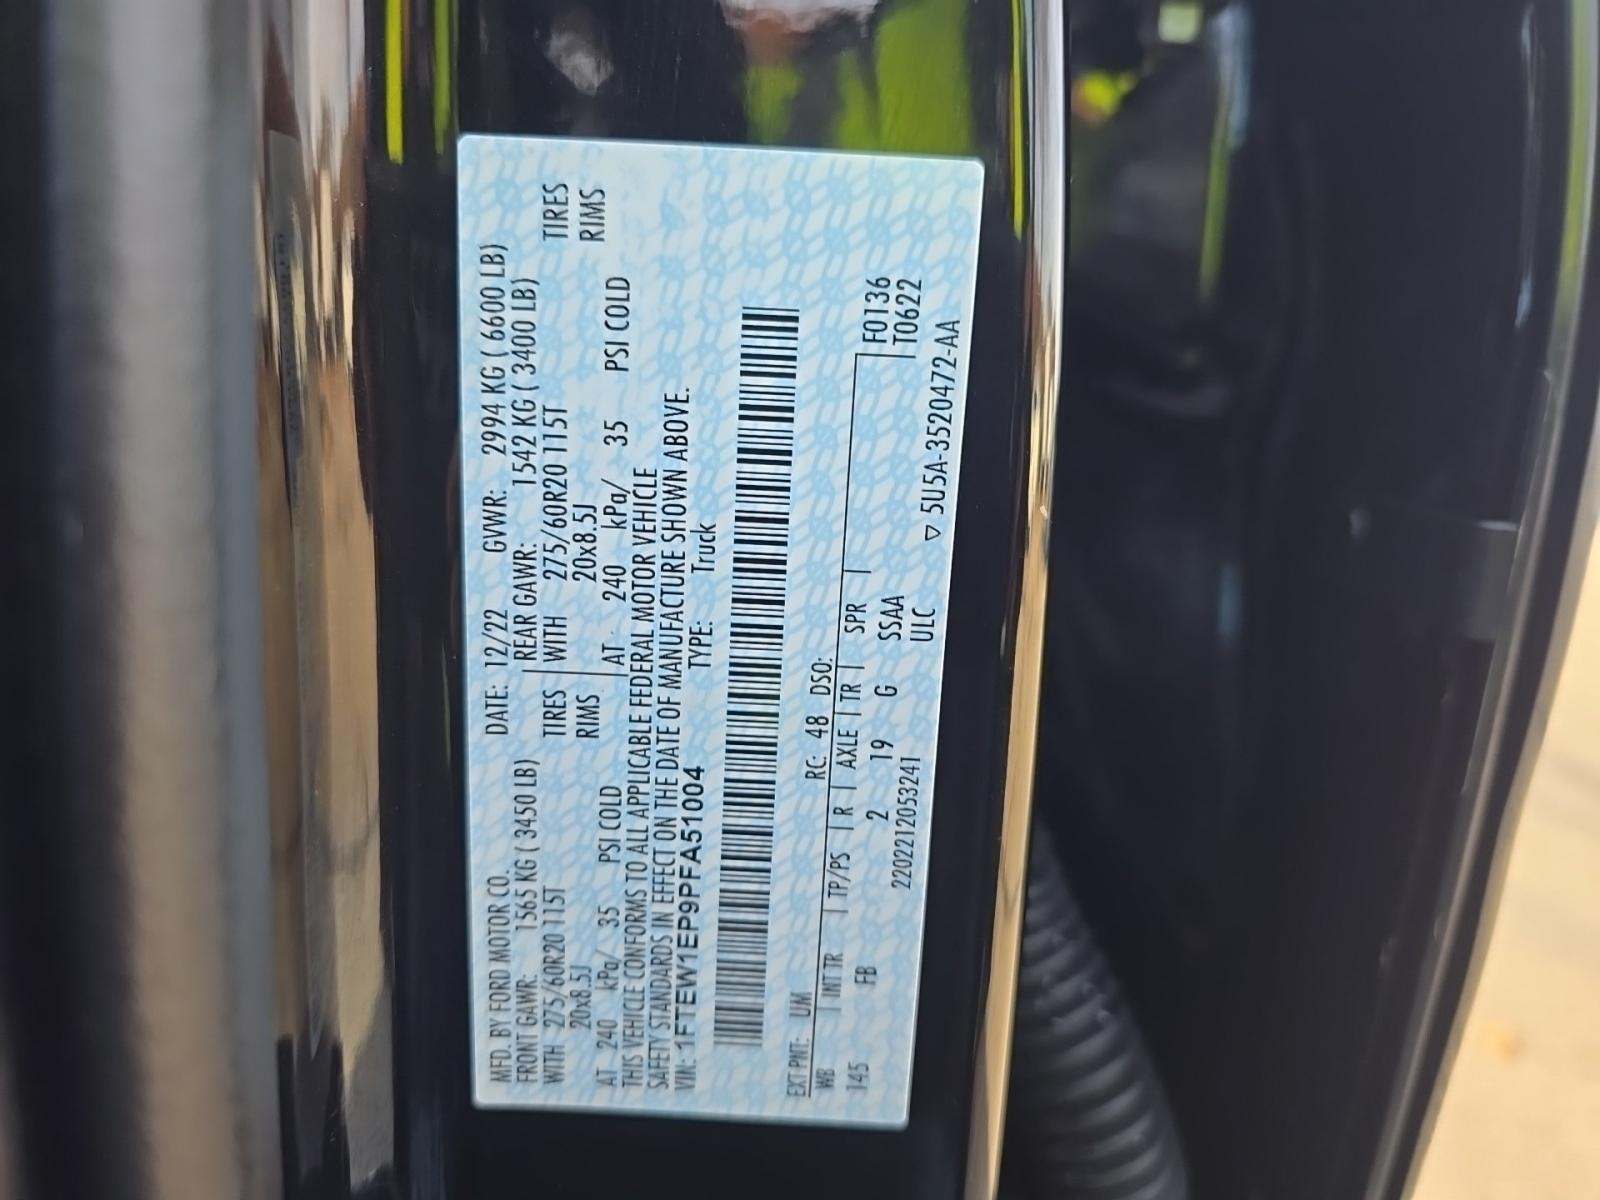 MFD. BY FORD MOTOR CO. DATE: 12/22 GVWR: 2994 KG ( 6600 LB)
FRONT GAWR: 1565 KG ( 3450 LB) REAR GAWR: 1542 KG ( 3400 LB)
WITH 275/60R20 115T TIRES WITH 275/60R20 115T TIRES
20x8.5J RIMS 20x8.5J RIMS
AT 240 kPa/ 35 PSI COLD AT 240 kPa/ 35 PSI COLD
THIS VEHICLE CONFORMS TO ALL APPLICABLE FEDERAL MOTOR VEHICLE
SAFETY STANDARDS IN EFFECT ON THE DATE OF MANUFACTURE SHOWN ABOVE.
VIN: 1FTEW1EP9PFA51004 TYPE: Truck
EXT PNT: UM RC: 48 DSO:
WB INT TR TP/PS R AXLE TR SPR F0136
145 FB 2 19 G SSAA T0622
2202212053241 ULC
▽ 5U5A-3520472-AA